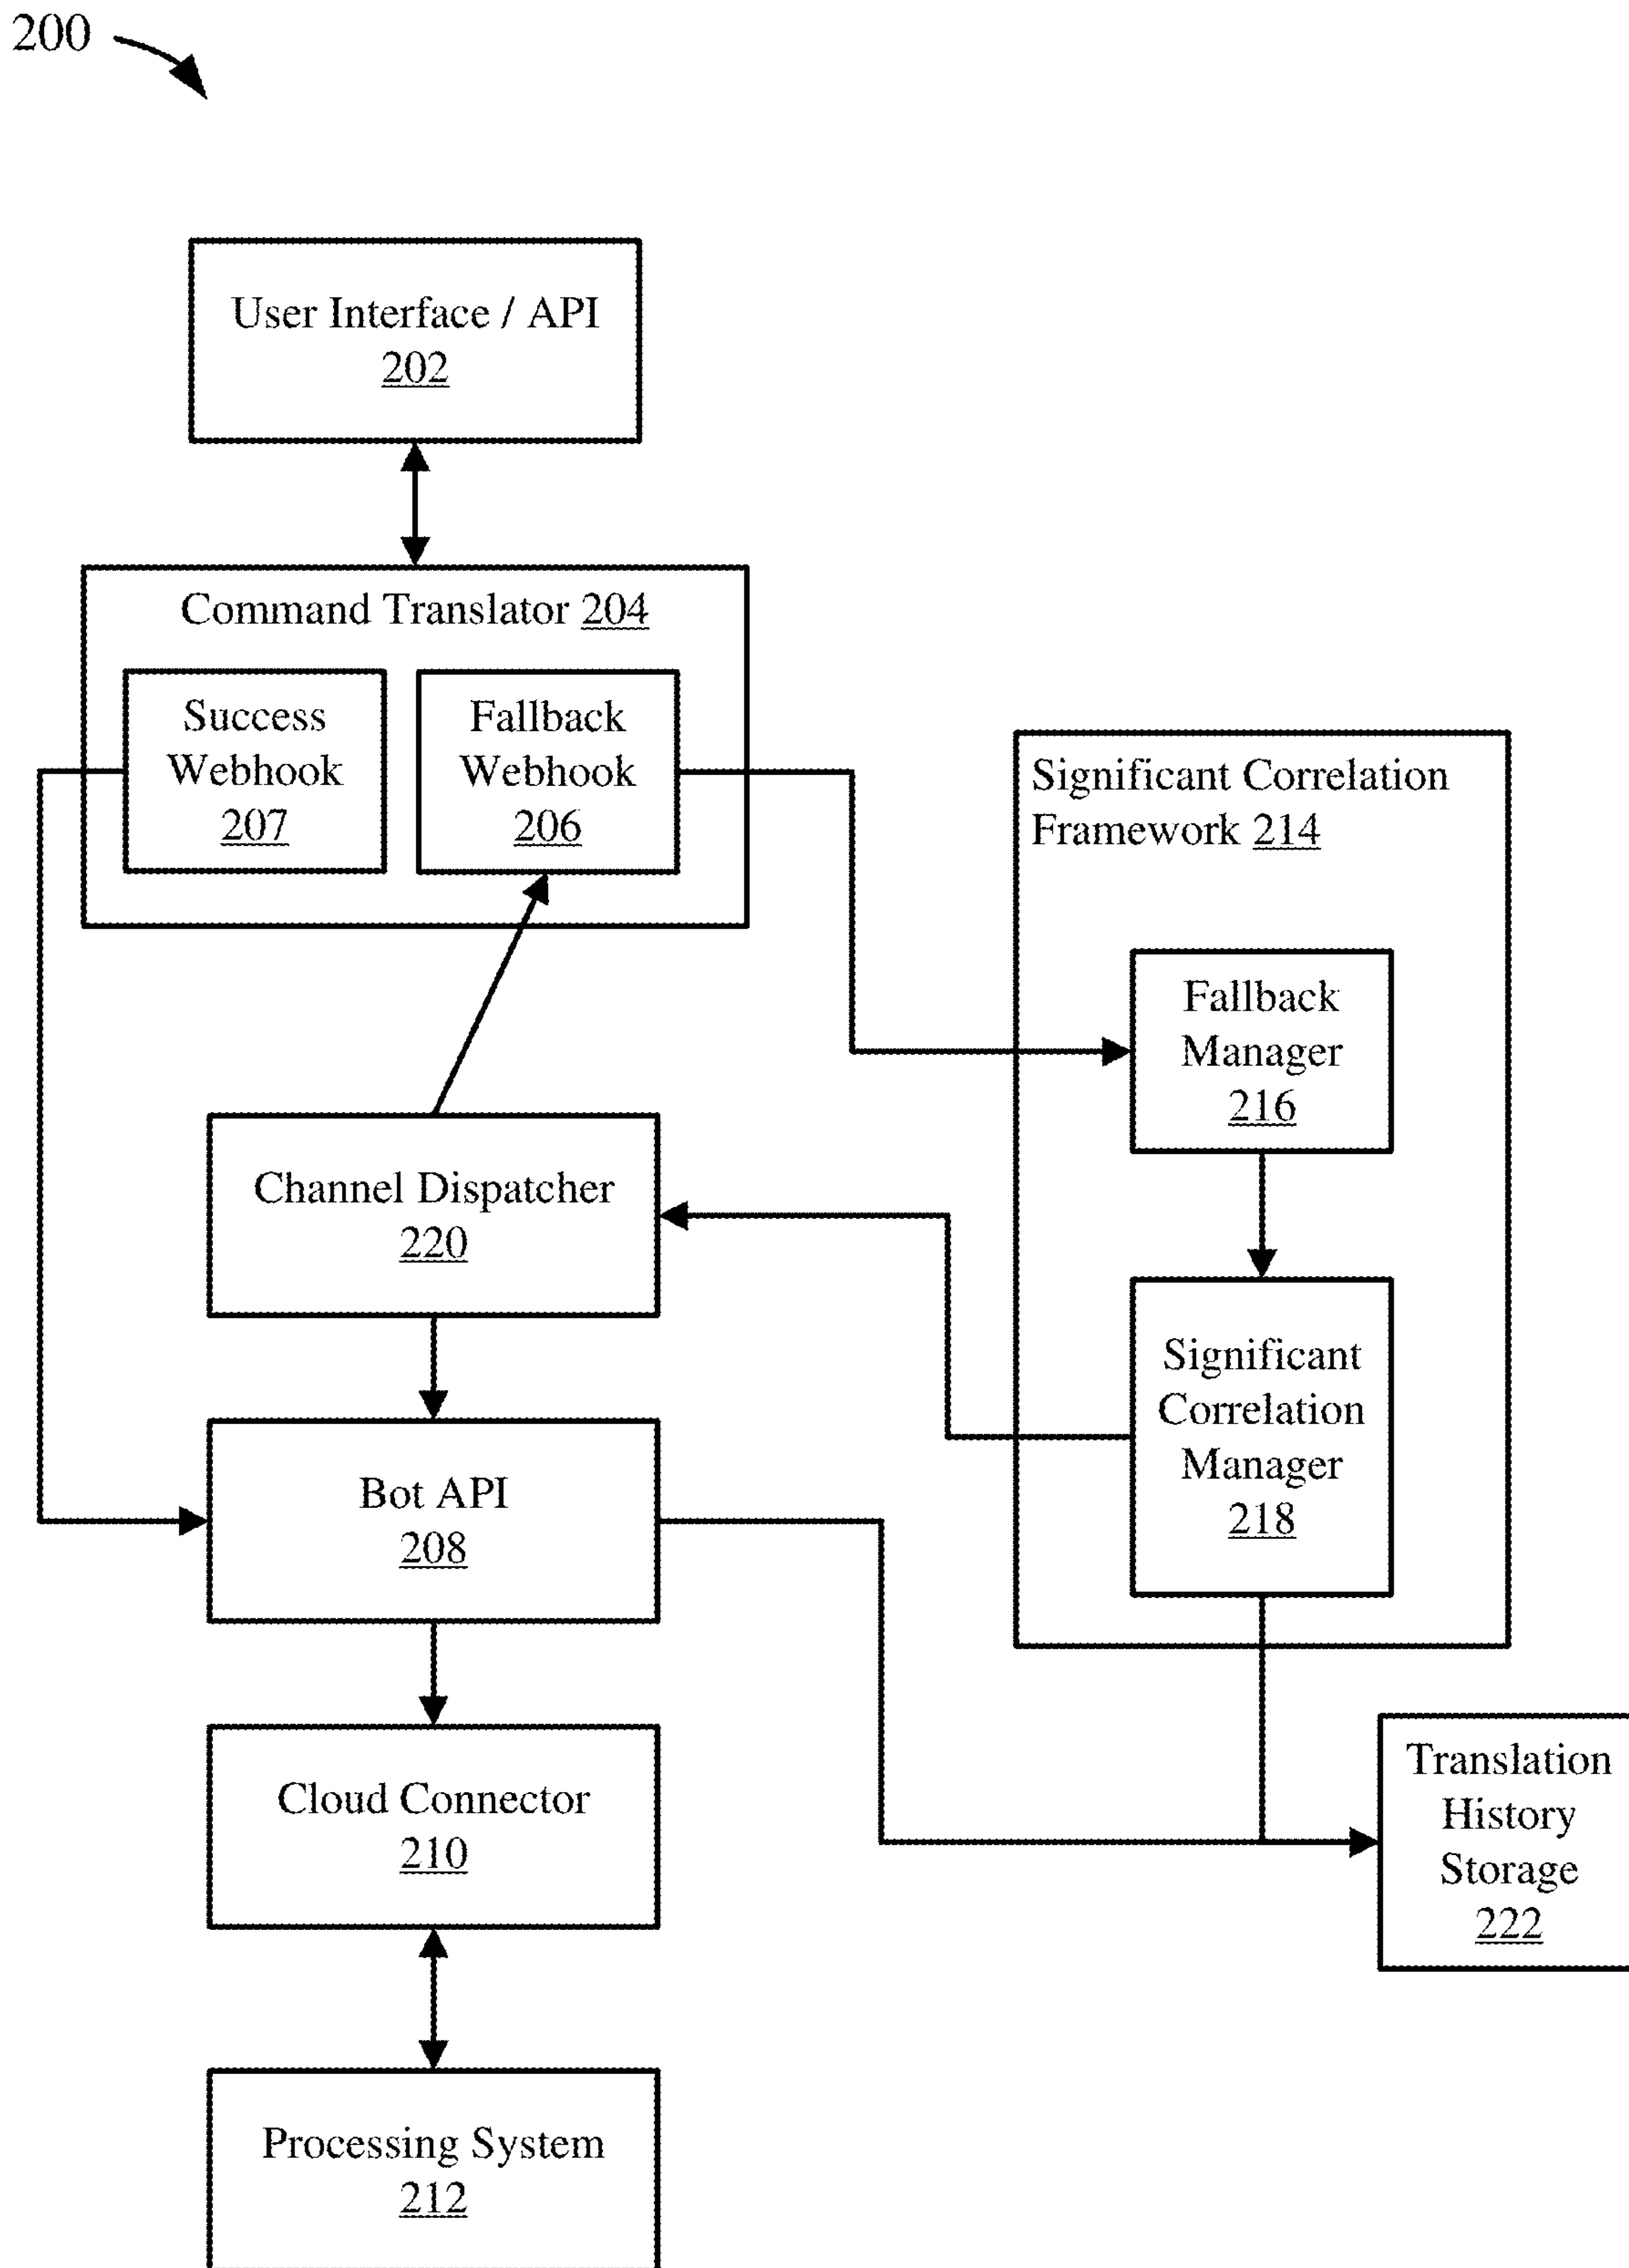 200
User Interface / API
202
Command Translator 204
Success
Webhook
207
Fallback
Webhook
206
Significant Correlation
Framework 214
Fallback
Manager
216
Channel Dispatcher
220
Significant
Correlation
Manager
218
Bot API
208
Cloud Connector
210
Translation
History
Storage
222
Processing System
212